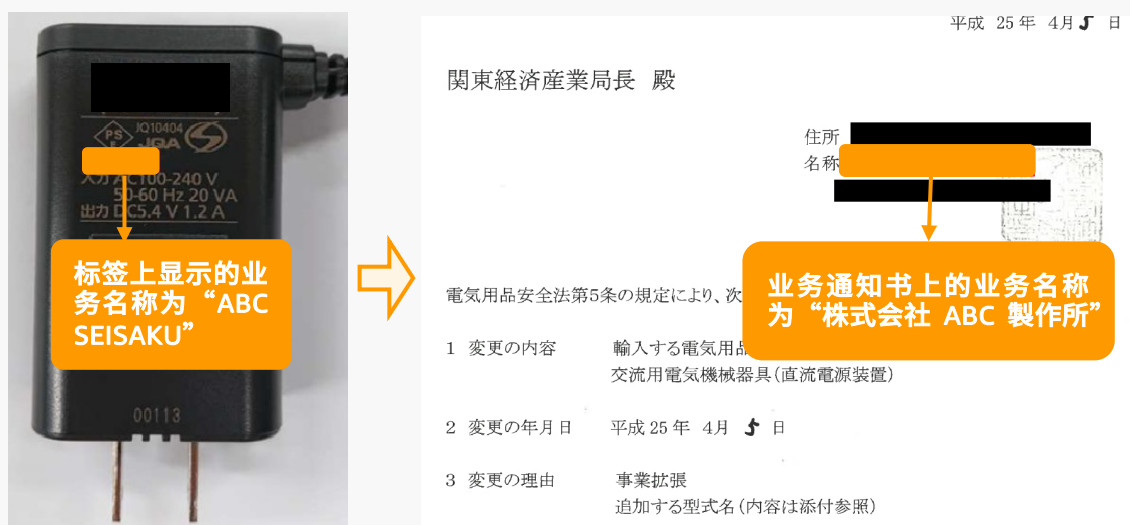 PS
E
JQ10404
JQA
入力 AC100-240 V
50-60 Hz 20 VA
出力 DC5.4 V 1.2 A
标签上显示的业
务名称为“ABC
SEISAKU”
00113
平成 25 年 4月 5 日
関東経済産業局長 殿
住所
名称
业务通知书上的业务名称
为“株式会社 ABC 製作所”
電気用品安全法第5条の規定により、次
1 変更の内容 輸入する電気用品
交流用電気機械器具(直流電源装置)
2 変更の年月日 平成 25 年 4月 5 日
3 変更の理由 事業拡張
追加する型式名(内容は添付参照)